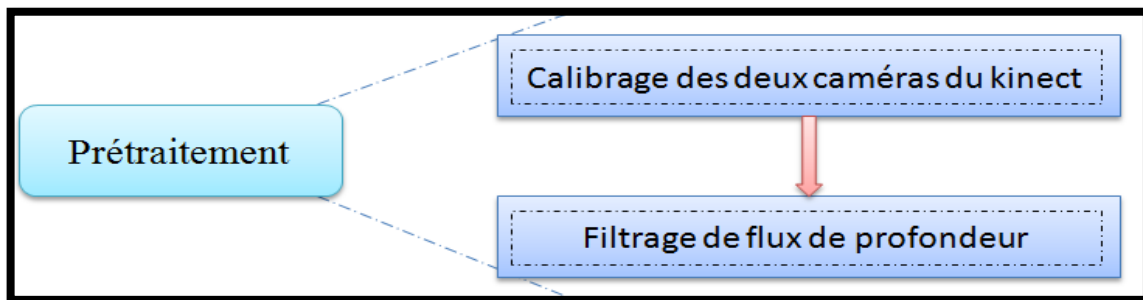 Prétraitement
Calibrage des deux caméras du kinect
Filtrage de flux de profondeur